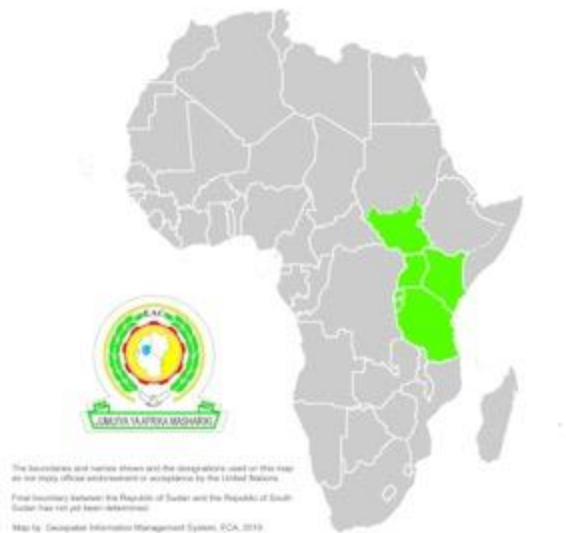 EAC
JUMUIYA YA AFRIKA MASHARIKI
The boundaries and names shown and the designations used on this map
do not imply official endorsement or acceptance by the United Nations.
Final boundary between the Republic of Sudan and the Republic of South
Sudan has not yet been determined.
Map by: Geospatial Information Management System, ECA, 2019